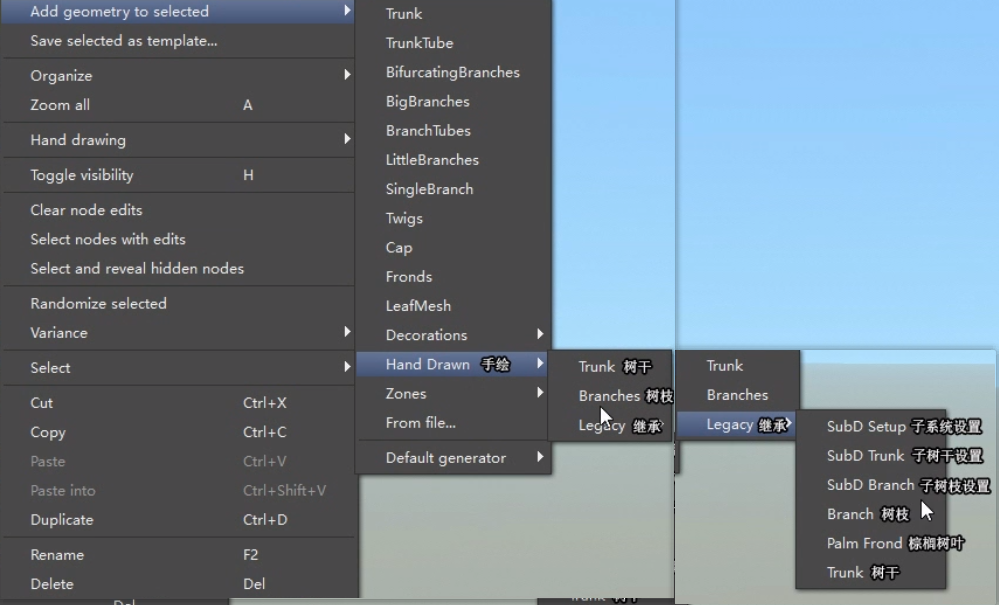 Add geometry to selected
Save selected as template...
Organize
Zoom all A
Hand drawing
Toggle visibility H
Clear node edits
Select nodes with edits
Select and reveal hidden nodes
Randomize selected
Variance
Select
Cut Ctrl+X
Copy Ctrl+C
Paste Ctrl+V
Paste into Ctrl+Shift+V
Duplicate Ctrl+D
Rename F2
Delete Del
Del
Trunk
TrunkTube
BifurcatingBranches
BigBranches
BranchTubes
LittleBranches
SingleBranch
Twigs
Cap
Fronds
LeafMesh
Decorations
Hand Drawn 手绘
Zones
From file...
Default generator
Trunk 树干
Branches 树枝
Legacy 继承
Trunk 树干
Trunk
Branches
Legacy 继承
SubD Setup 子系统设置
SubD Trunk 子树干设置
SubD Branch 子树枝设置
Branch 树枝
Palm Frond 棕榈树叶
Trunk 树干